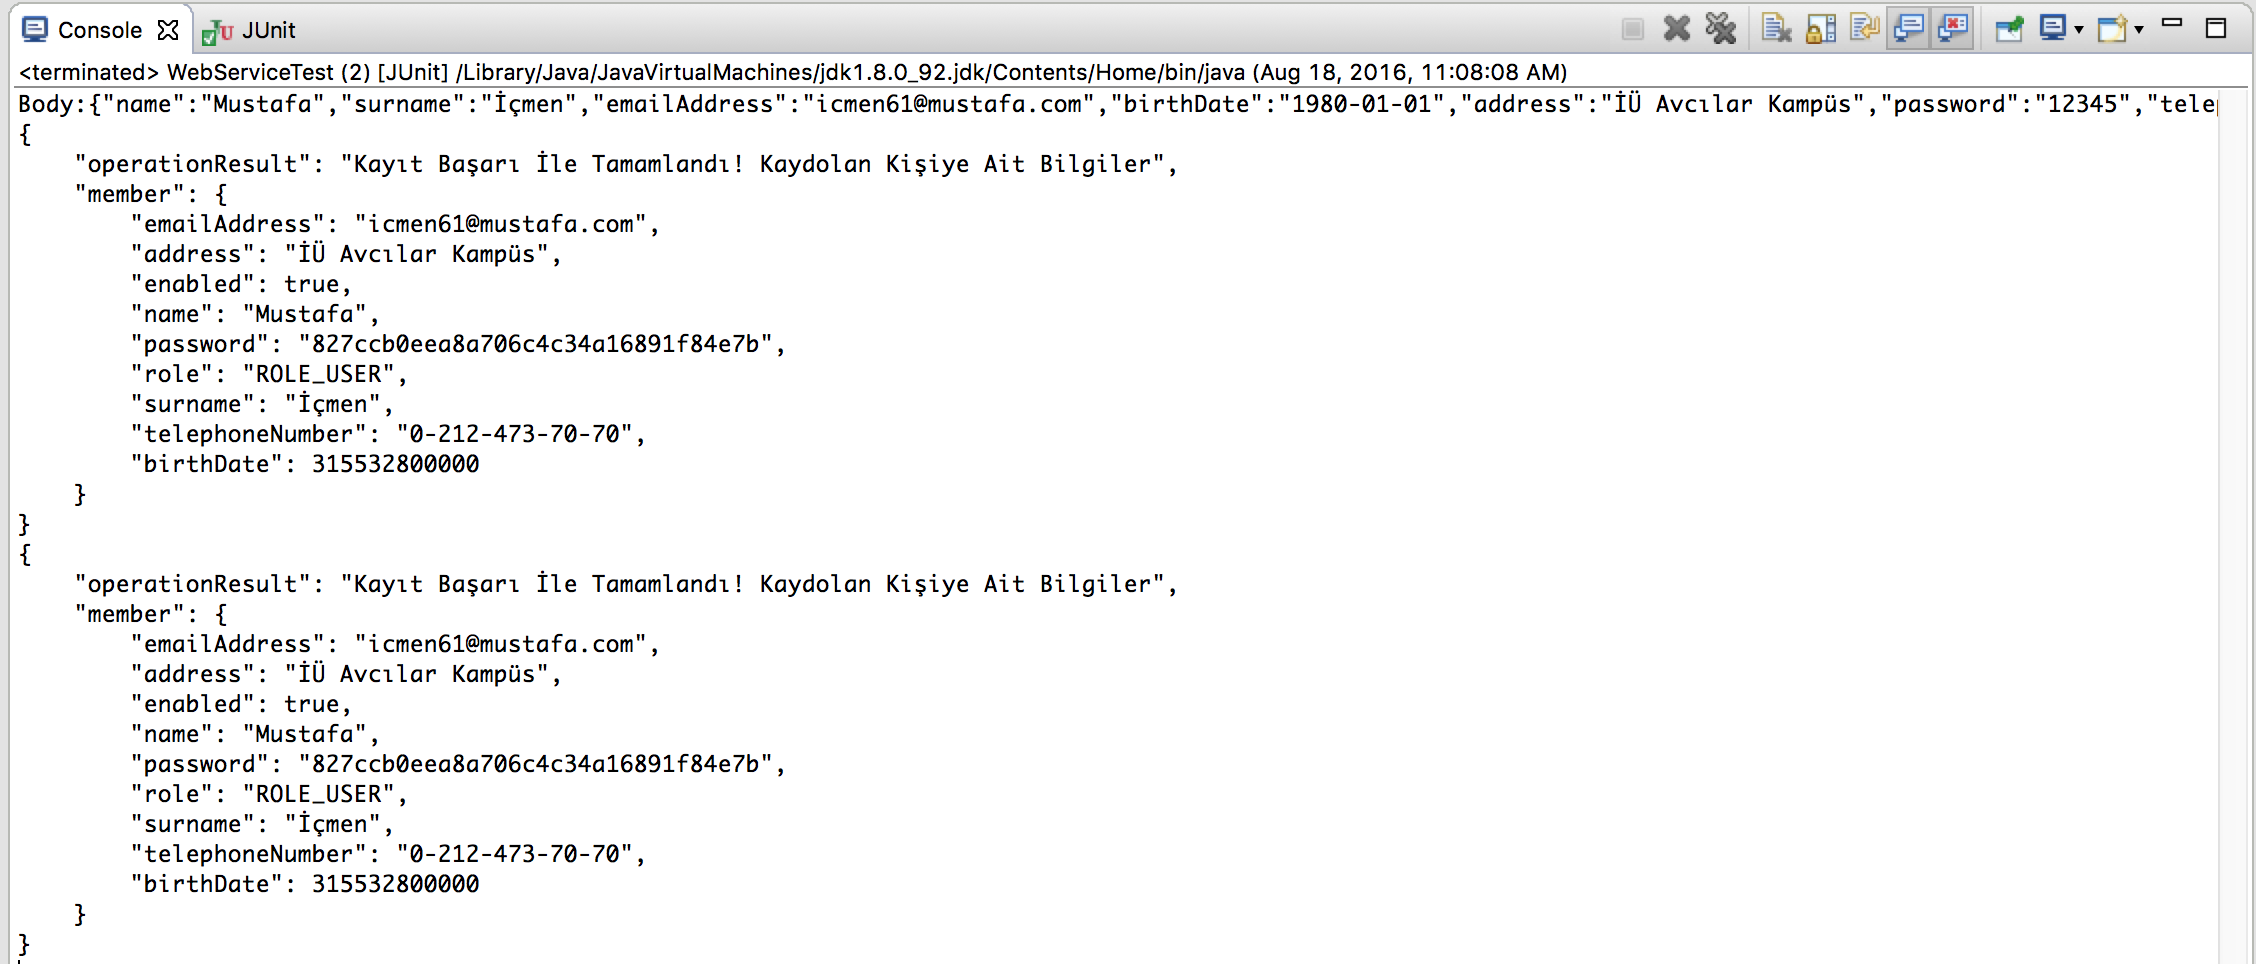 Console JUnit
<terminated> WebServiceTest (2) [JUnit] /Library/Java/JavaVirtualMachines/jdk1.8.0_92.jdk/Contents/Home/bin/java (Aug 18, 2016, 11:08:08 AM)
Body:{"name":"Mustafa","surname":"İçmen","emailAddress":"icmen61@mustafa.com","birthDate":"1980-01-01","address":"İÜ Avcılar Kampüs","password":"12345","tele
{
    "operationResult": "Kayıt Başarı İle Tamamlandı! Kaydolan Kişiye Ait Bilgiler",
    "member": {
        "emailAddress": "icmen61@mustafa.com",
        "address": "İÜ Avcılar Kampüs",
        "enabled": true,
        "name": "Mustafa",
        "password": "827ccb0eea8a706c4c34a16891f84e7b",
        "role": "ROLE_USER",
        "surname": "İçmen",
        "telephoneNumber": "0-212-473-70-70",
        "birthDate": 315532800000
    }
}
{
    "operationResult": "Kayıt Başarı İle Tamamlandı! Kaydolan Kişiye Ait Bilgiler",
    "member": {
        "emailAddress": "icmen61@mustafa.com",
        "address": "İÜ Avcılar Kampüs",
        "enabled": true,
        "name": "Mustafa",
        "password": "827ccb0eea8a706c4c34a16891f84e7b",
        "role": "ROLE_USER",
        "surname": "İçmen",
        "telephoneNumber": "0-212-473-70-70",
        "birthDate": 315532800000
    }
}